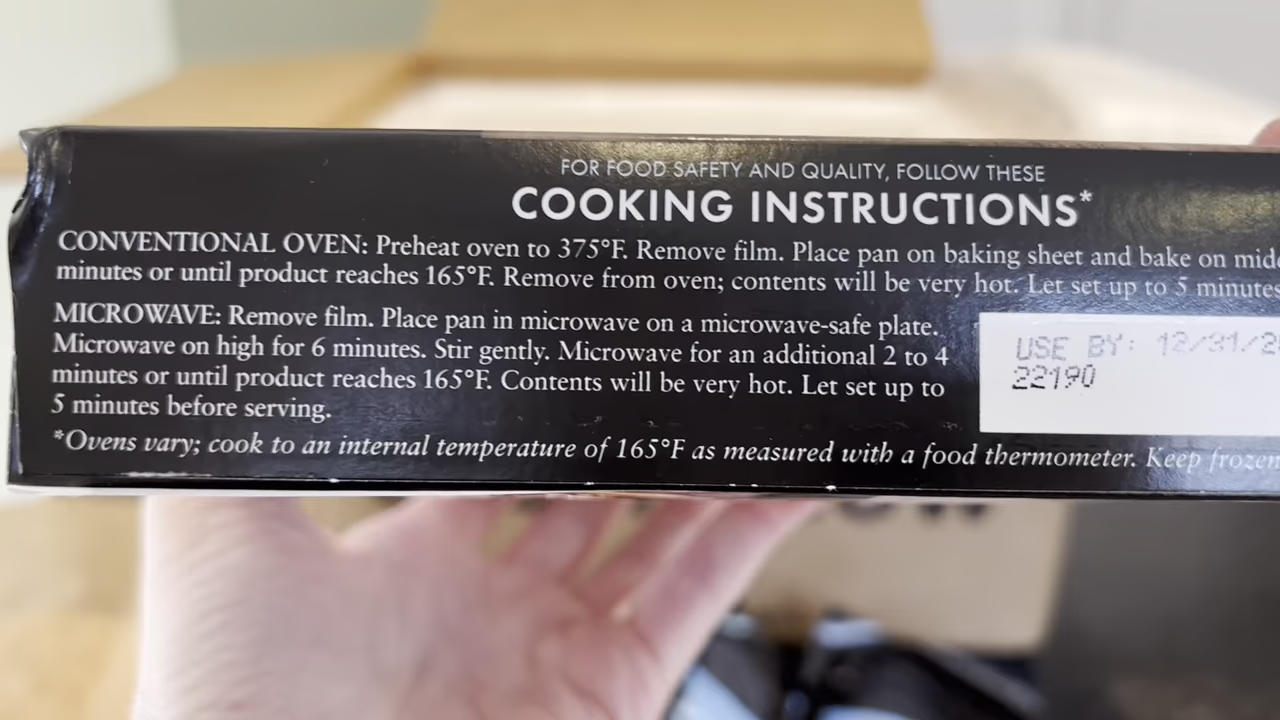 FOR FOOD SAFETY AND QUALITY, FOLLOW THESE
COOKING INSTRUCTIONS*
CONVENTIONAL OVEN: Preheat oven to 375°F. Remove film. Place pan on baking sheet and bake on
minutes or until product reaches 165°F. Remove from oven; contents will be very hot. Let set up to 5 minutes
MICROWAVE: Remove film. Place pan in microwave on a microwave-safe plate.
Microwave on high for 6 minutes. Stir gently. Microwave for an additional 2 to 4
minutes or until product reaches 165°F. Contents will be very hot. Let set up to
5 minutes before serving.
USE BY: 12/31/2
22190
*Ovens vary; cook to an internal temperature of 165°F as measured with a food thermometer. Keep frozen